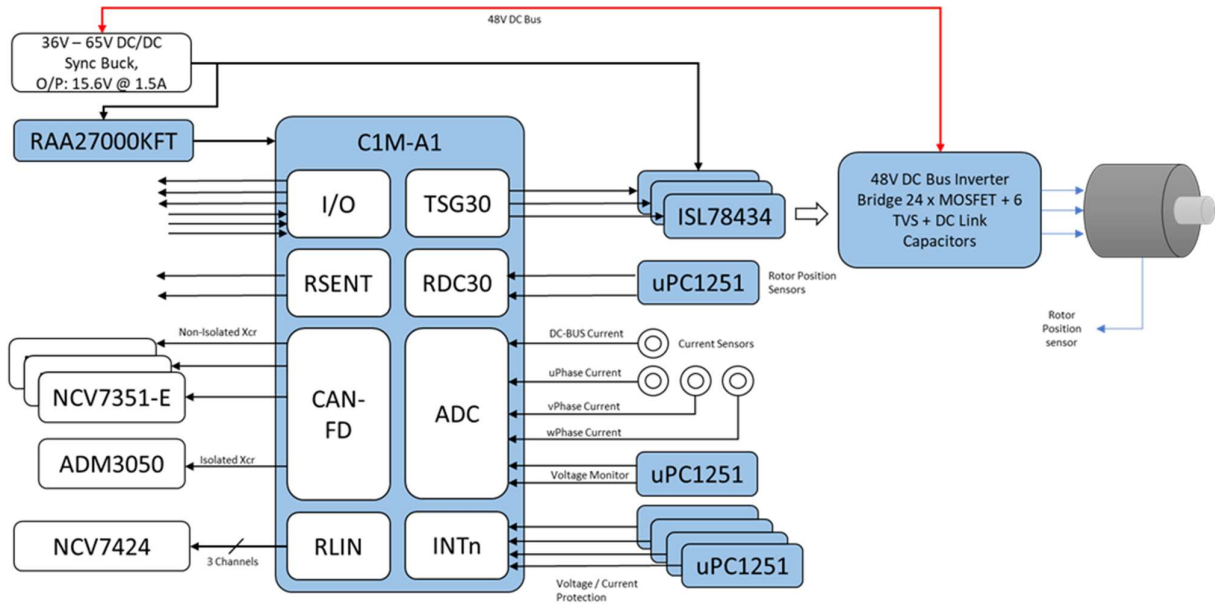 48V DC Bus
36V – 65V DC/DC
Sync Buck,
O/P: 15.6V @ 1.5A
RAA27000KFT
C1M-A1
I/O
TSG30
ISL78434
48V DC Bus Inverter
Bridge 24 x MOSFET + 6
TVS + DC Link
Capacitors
RSENT
RDC30
uPC1251
Rotor Position
Sensors
Rotor
Position
sensor
Non-Isolated Xcr
NCV7351-E
CAN-
FD
ADC
DC-BUS Current
Current Sensors
uPhase Current
vPhase Current
wPhase Current
ADM3050
Isolated Xcr
Voltage Monitor
uPC1251
NCV7424
3 Channels
RLIN
INTn
uPC1251
Voltage / Current
Protection